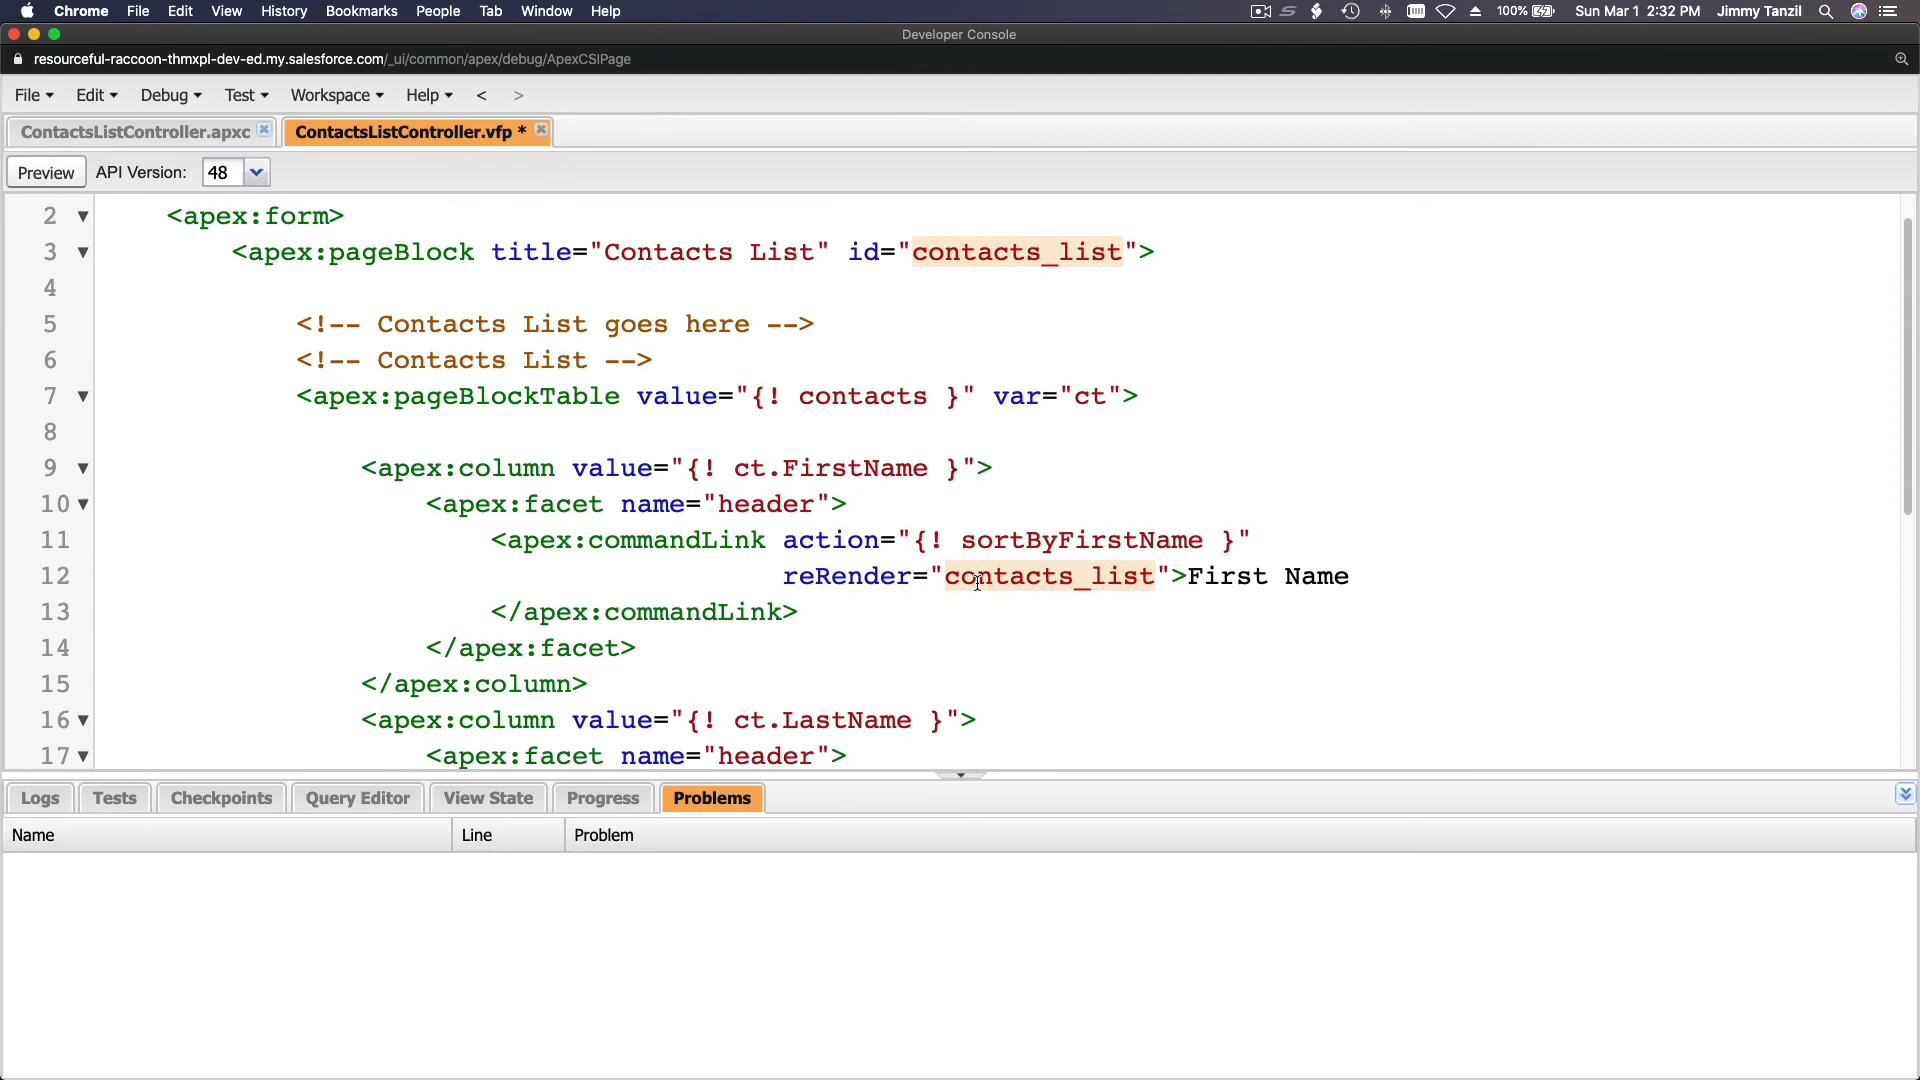 Chrome File Edit View History Bookmarks People Tab Window Help 100% Sun Mar 1 2:32 PM Jimmy Tanzil
Developer Console
resourceful-raccoon-thmxpl-dev-ed.my.salesforce.com/_ui/common/apex/debug/ApexCSIPage
File Edit Debug Test Workspace Help < >
ContactsListController.apxc ContactsListController.vfp *
Preview API Version: 48
2 <apex:form>
3 <apex:pageBlock title="Contacts List" id="contacts_list">
4
5 <!-- Contacts List goes here -->
6 <!-- Contacts List -->
7 <apex:pageBlockTable value="{! contacts }" var="ct">
8
9 <apex:column value="{! ct.FirstName }">
10 <apex:facet name="header">
11 <apex:commandLink action="{! sortByFirstName }"
12 reRender="contacts_list">First Name
13 </apex:commandLink>
14 </apex:facet>
15 </apex:column>
16 <apex:column value="{! ct.LastName }">
17 <apex:facet name="header">
Logs Tests Checkpoints Query Editor View State Progress Problems
Name Line Problem